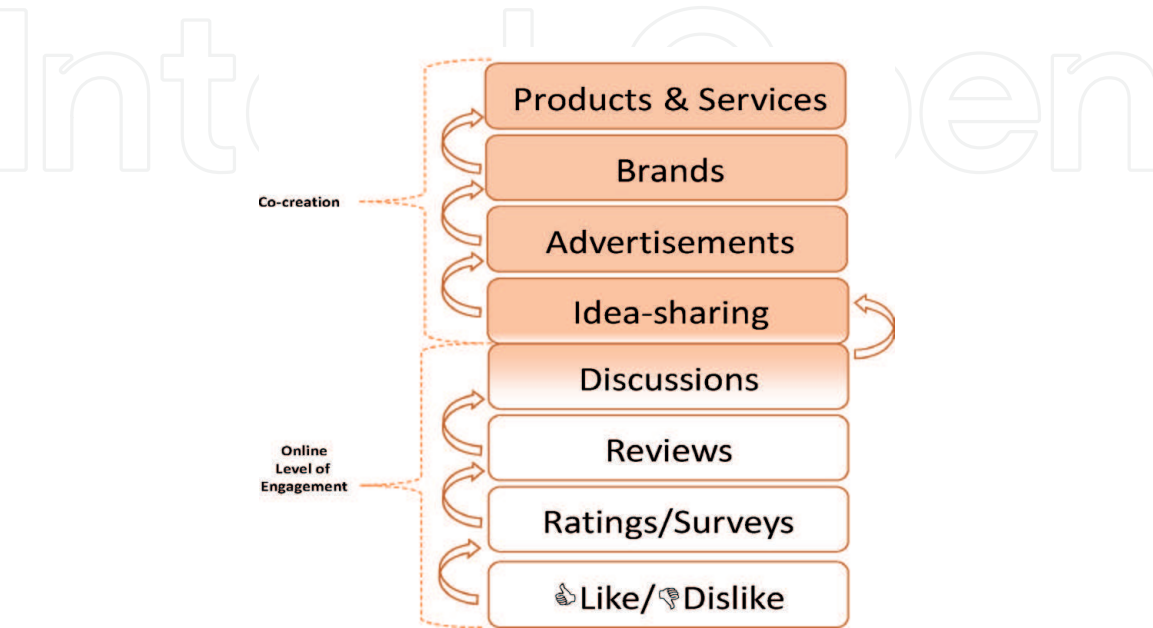 Products & Services
Brands
Co-creation
Advertisements
Idea-sharing
Discussions
Online
Level of
Engagement
Reviews
Ratings/Surveys
👍Like/👎Dislike